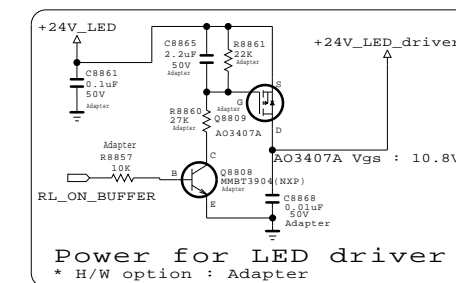 +24V_LED
+24V_LED_driver
C8865
2.2uF
50V
Adapter
R8861
22K
Adapter
C8861
0.1uF
50V
Adapter
S
G
D
Adapter
Q8809
AO3407A
R8860
27K
Adapter
AO3407A Vgs : 10.8V
Adapter
R8857
10K
RL_ON_BUFFER
B
C
E
Q8808
MMBT3904(NXP)
Adapter
C8868
0.01uF
50V
Adapter
Power for LED driver
* H/W option : Adapter